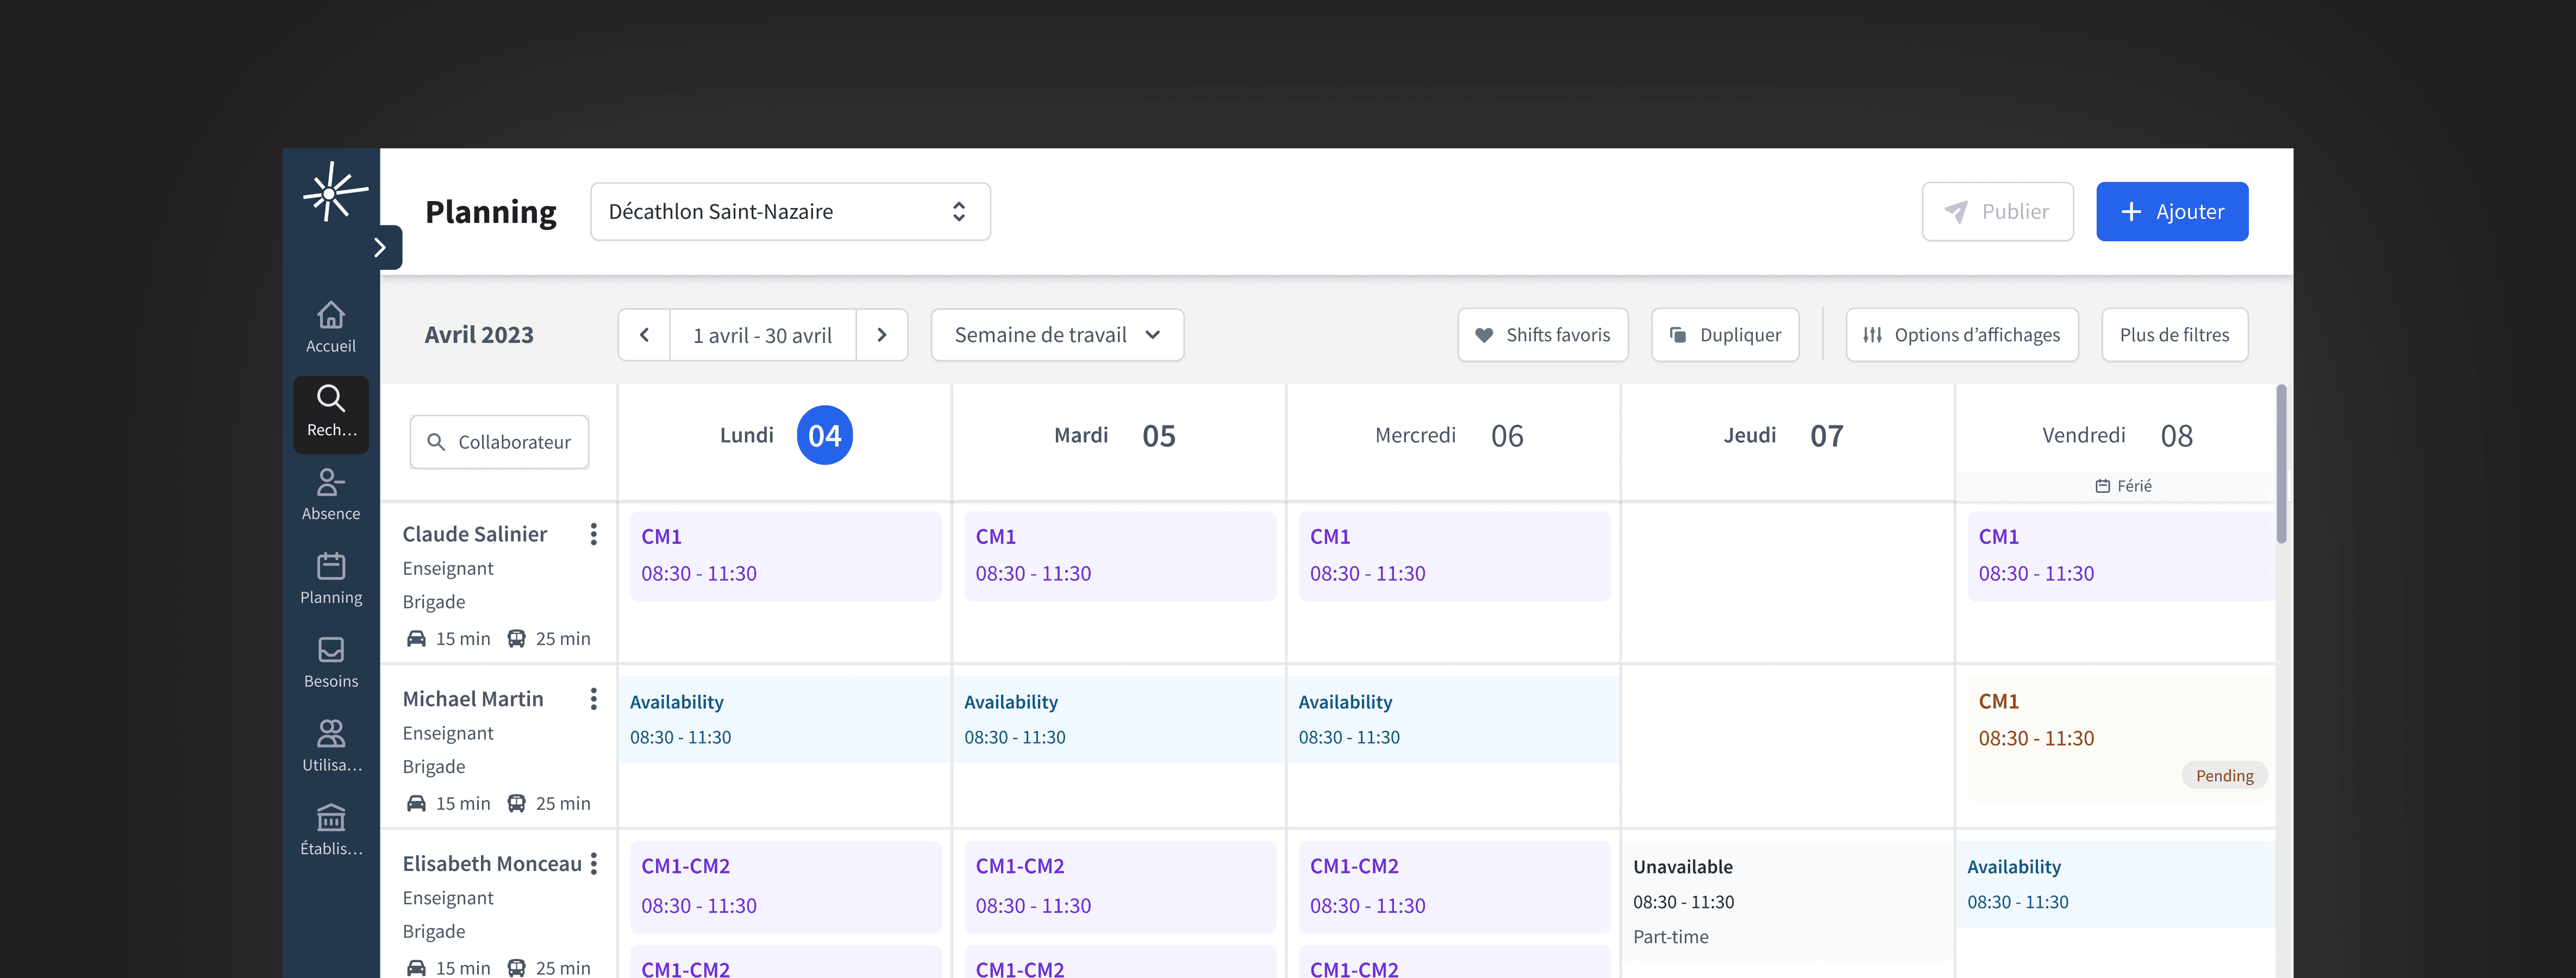 Planning
Décathlon Saint-Nazaire
Publier
Ajouter
Accueil
Rech…
Absence
Planning
Besoins
Utilisa…
Établis…
Avril 2023
1 avril - 30 avril
Semaine de travail
Shifts favoris
Dupliquer
Options d’affichages
Plus de filtres
Collaborateur
Lundi 04
Mardi 05
Mercredi 06
Jeudi 07
Vendredi 08
Férié
Claude Salinier
Enseignant
Brigade
15 min 25 min
CM1
08:30 - 11:30
CM1
08:30 - 11:30
CM1
08:30 - 11:30
CM1
08:30 - 11:30
Michael Martin
Enseignant
Brigade
15 min 25 min
Availability
08:30 - 11:30
Availability
08:30 - 11:30
Availability
08:30 - 11:30
CM1
08:30 - 11:30
Pending
Elisabeth Monceau
Enseignant
Brigade
15 min 25 min
CM1-CM2
08:30 - 11:30
CM1-CM2
CM1-CM2
08:30 - 11:30
CM1-CM2
CM1-CM2
08:30 - 11:30
CM1-CM2
Unavailable
08:30 - 11:30
Part-time
Availability
08:30 - 11:30